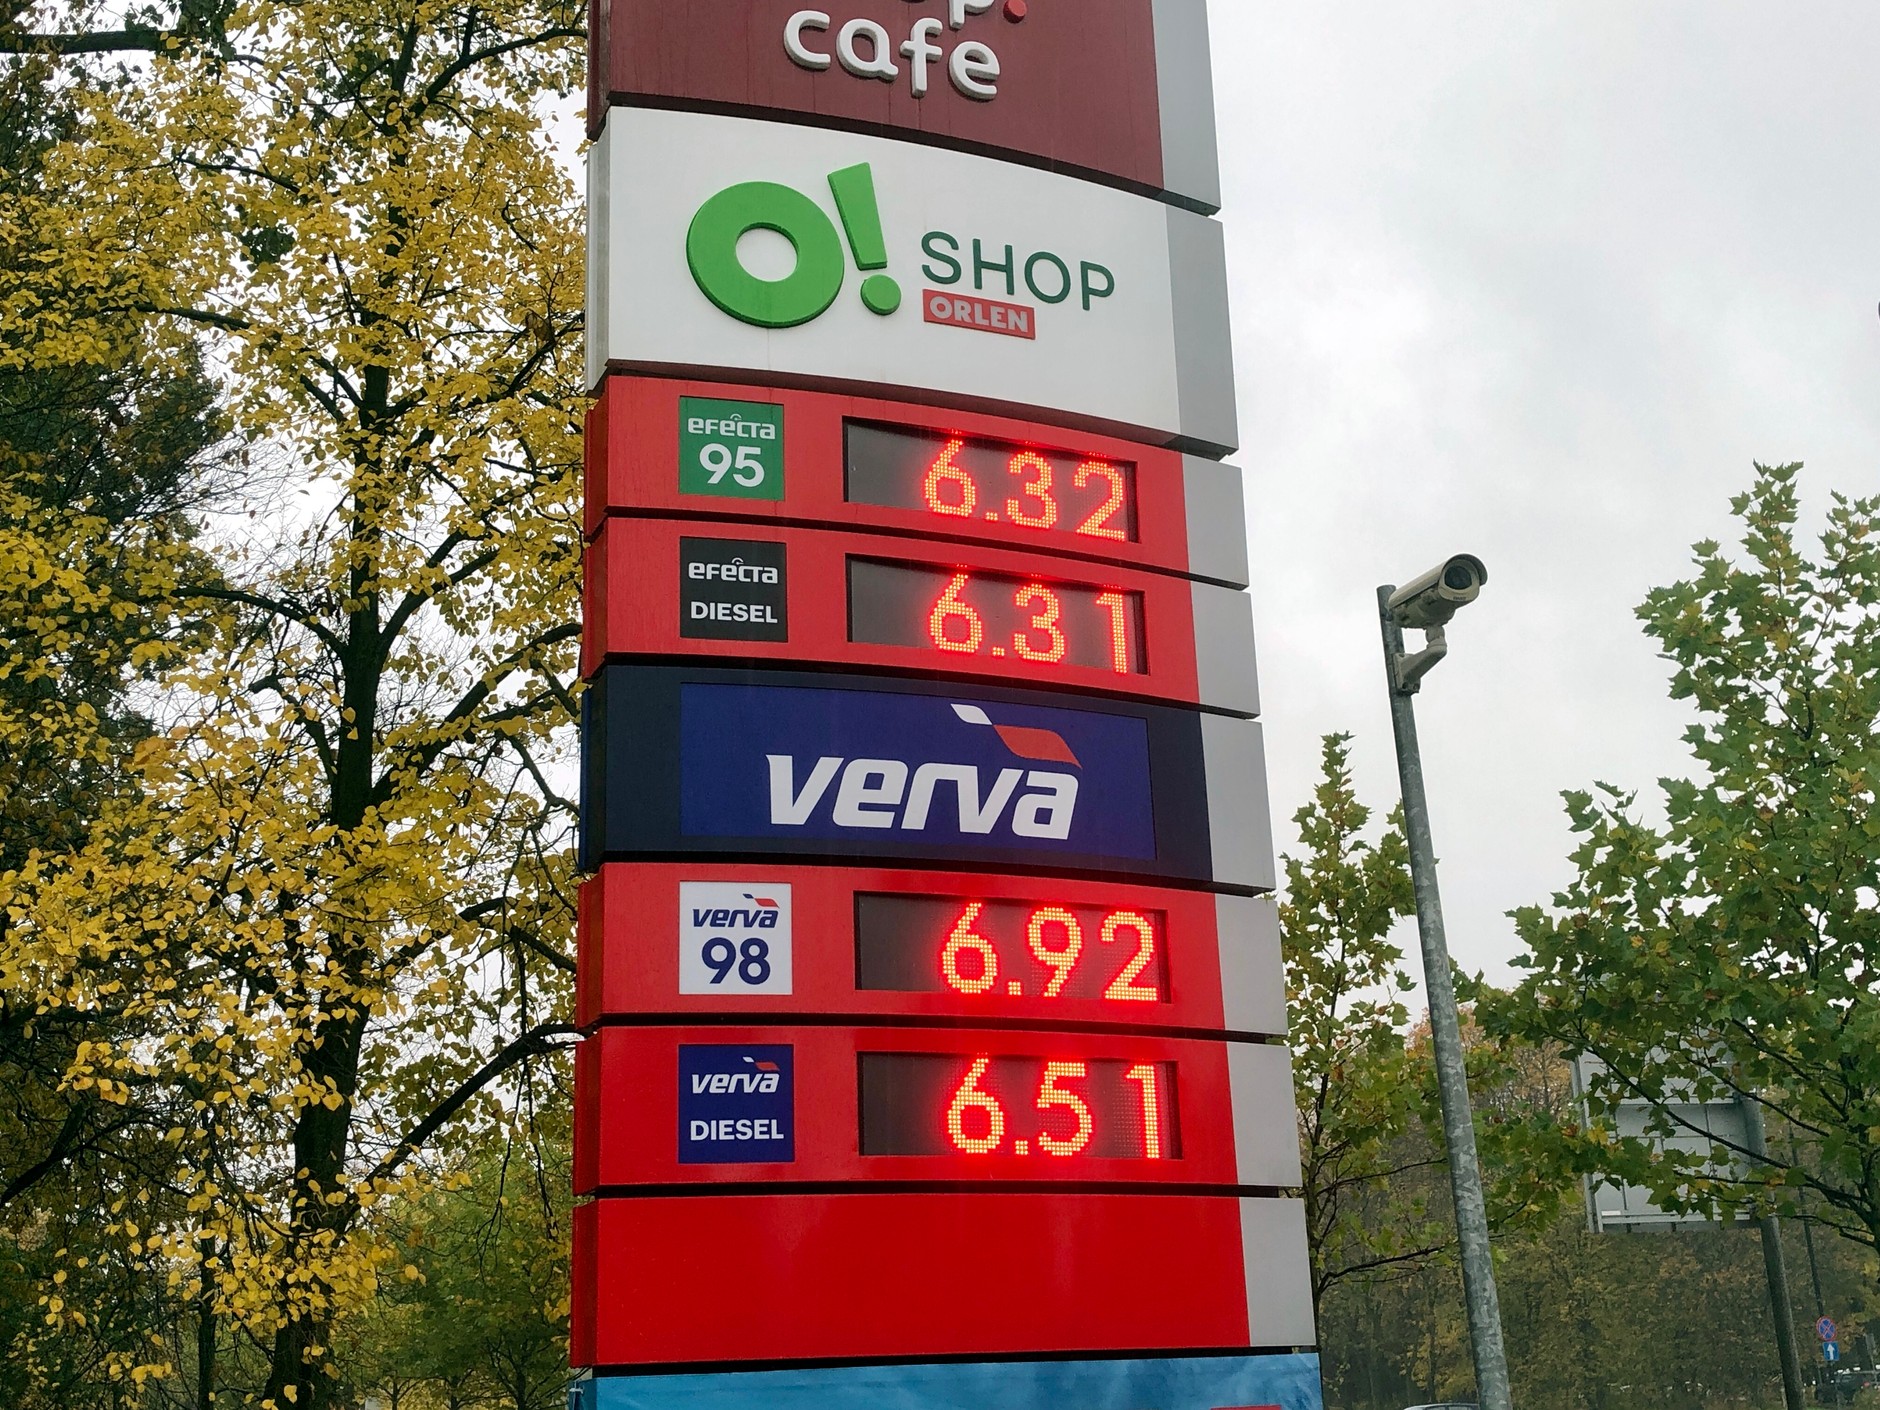 cafe
O! SHOP
ORLEN
efecta
95
6.32
efecta
DIESEL
6.31
verva
verva
98
6.92
verva
DIESEL
6.51